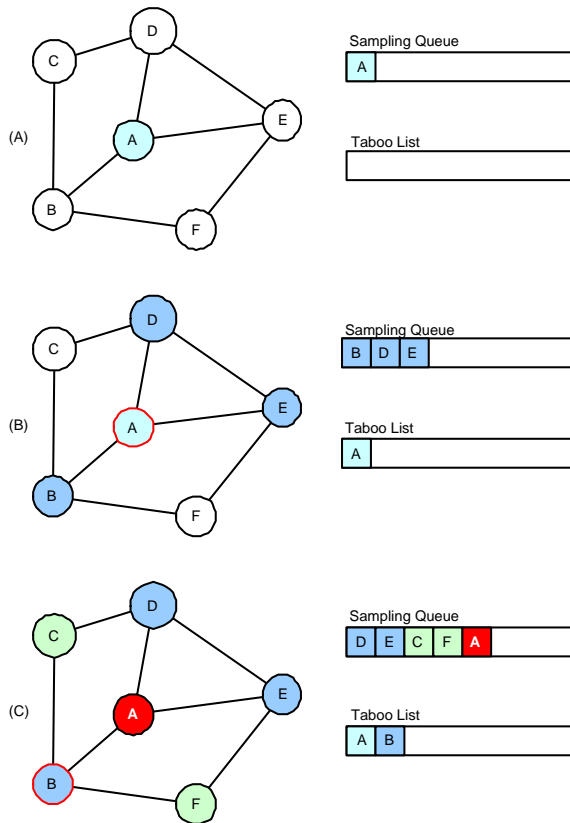 D
Sampling Queue
C
A
E
(A)
A
Taboo List
B
F
D
Sampling Queue
C
B D E
E
(B)
A
Taboo List
A
B
F
D
Sampling Queue
C
D E C F A
E
(C)
A
Taboo List
A B
B
F